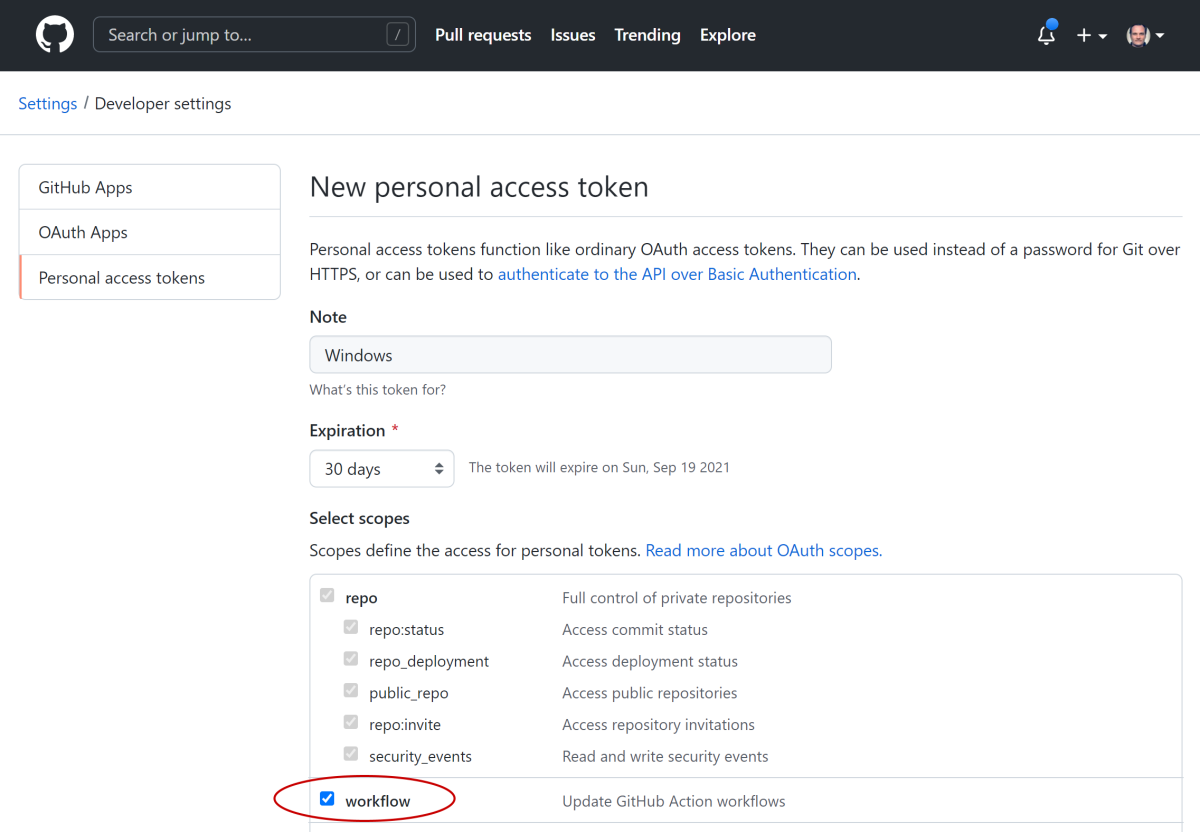 Search or jump to... / Pull requests Issues Trending Explore
Settings / Developer settings
GitHub Apps
OAuth Apps
Personal access tokens
New personal access token
Personal access tokens function like ordinary OAuth access tokens. They can be used instead of a password for Git over
HTTPS, or can be used to authenticate to the API over Basic Authentication.
Note
Windows
What's this token for?
Expiration *
30 days The token will expire on Sun, Sep 19 2021
Select scopes
Scopes define the access for personal tokens. Read more about OAuth scopes.
repo Full control of private repositories
repo:status Access commit status
repo_deployment Access deployment status
public_repo Access public repositories
repo:invite Access repository invitations
security_events Read and write security events
workflow Update GitHub Action workflows